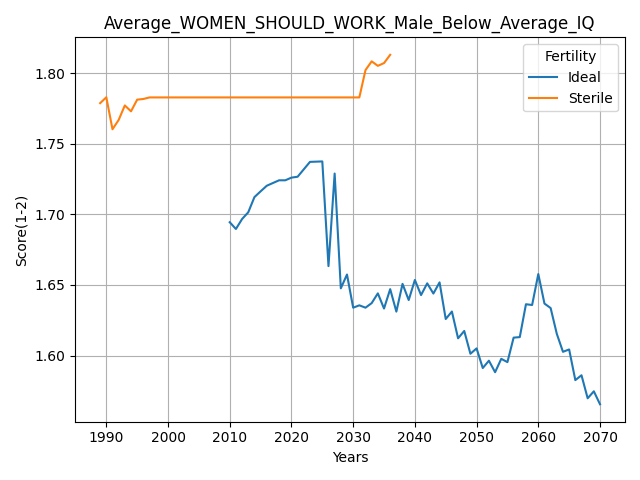 Average_WOMEN_SHOULD_WORK_Male_Below_Average_IQ
Fertility
Ideal
Sterile
Score(1-2)
1.80
1.75
1.70
1.65
1.60
1990 2000 2010 2020 2030 2040 2050 2060 2070
Years